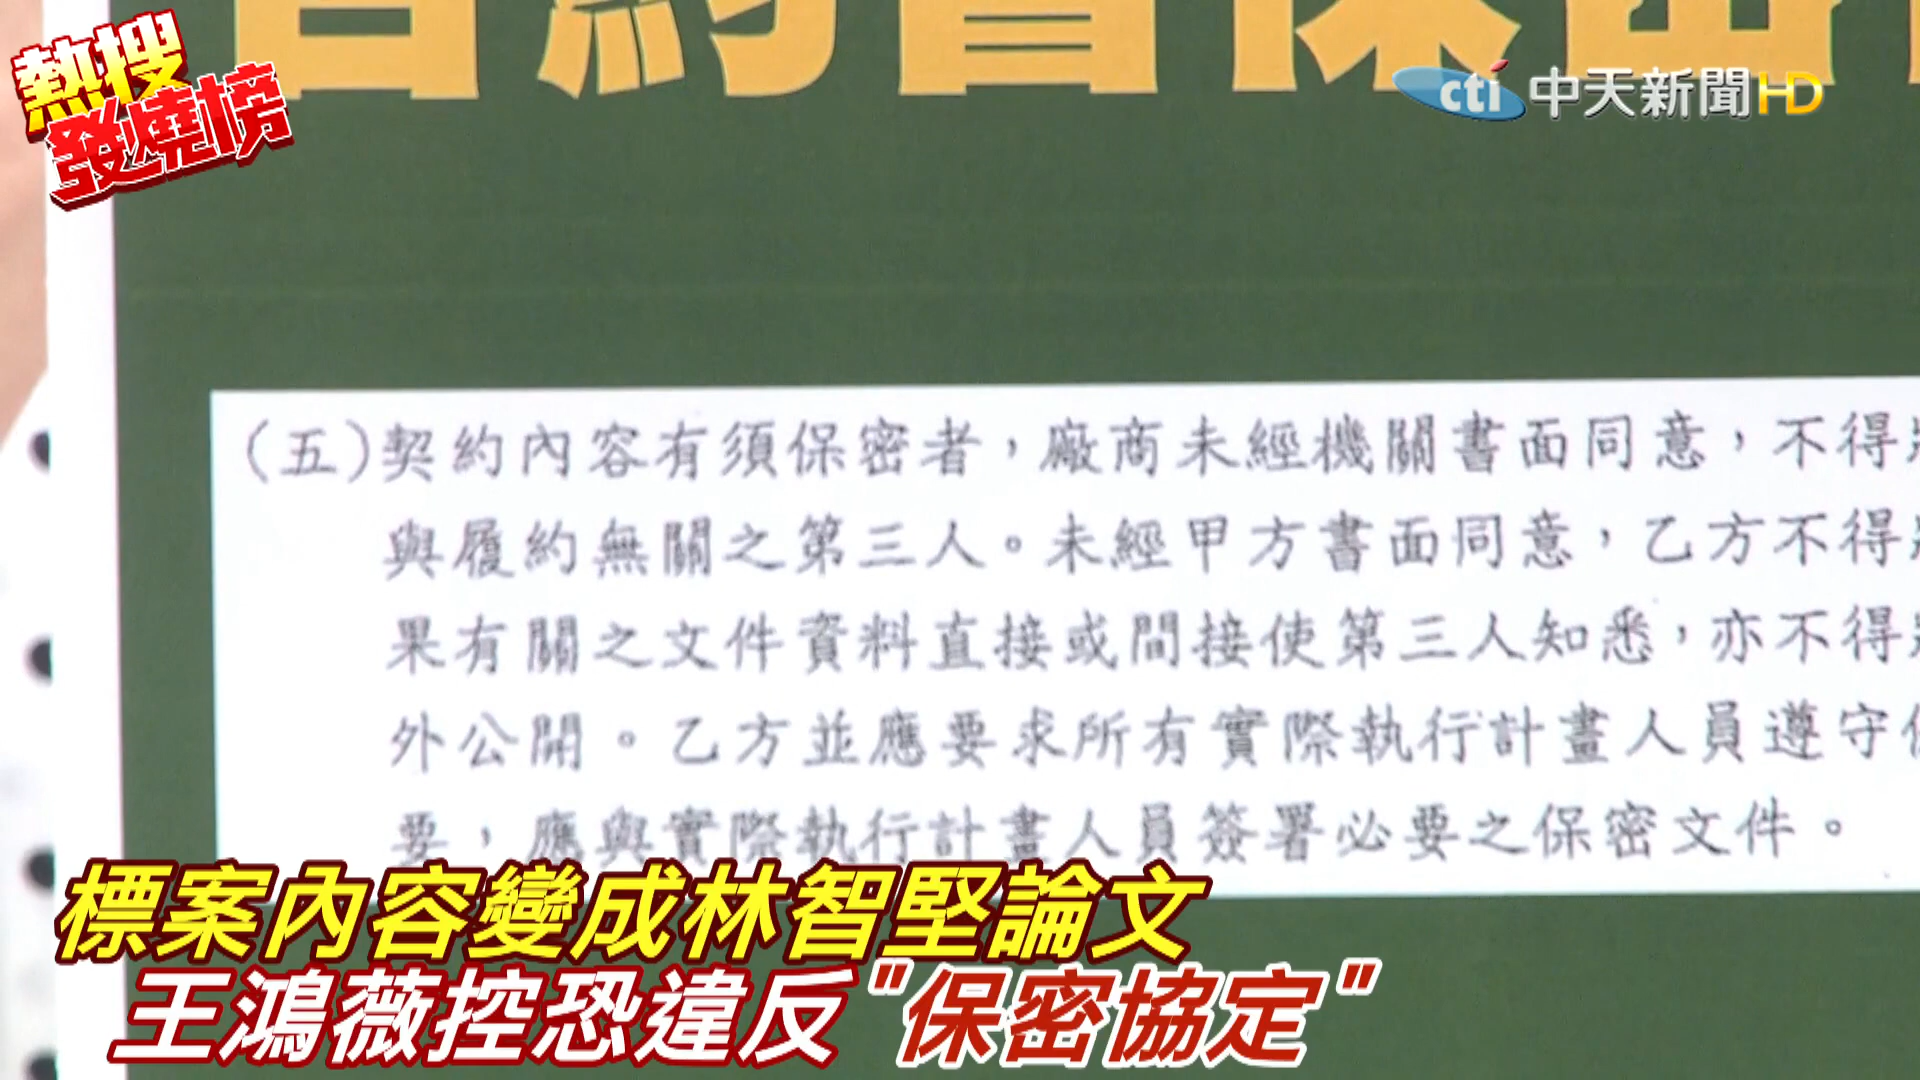 熱搜
發燒榜
cti 中天新聞HD
(五)契約內容有須保密者,廠商未經機關書面同意,不得
與履約無關之第三人。未經甲方書面同意,乙方不得
果有關之文件資料直接或間接使第三人知悉,亦不得
外公開。乙方並應要求所有實際執行計畫人員遵守
要,應與實際執行計畫人員簽署必要之保密文件。
標案內容變成林智堅論文
王鴻薇控恐違反"保密協定"